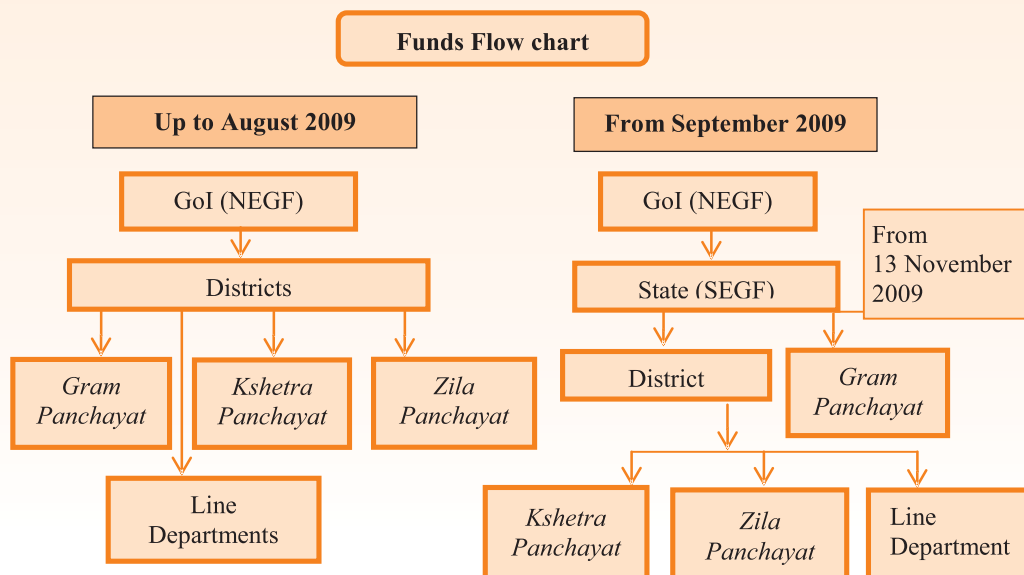 Funds Flow chart
Up to August 2009
From September 2009
GoI (NEGF)
GoI (NEGF)
From
13 November
2009
Districts
State (SEGF)
Gram
Panchayat
Kshetra
Panchayat
Zila
Panchayat
District
Gram
Panchayat
Line
Departments
Kshetra
Panchayat
Zila
Panchayat
Line
Department